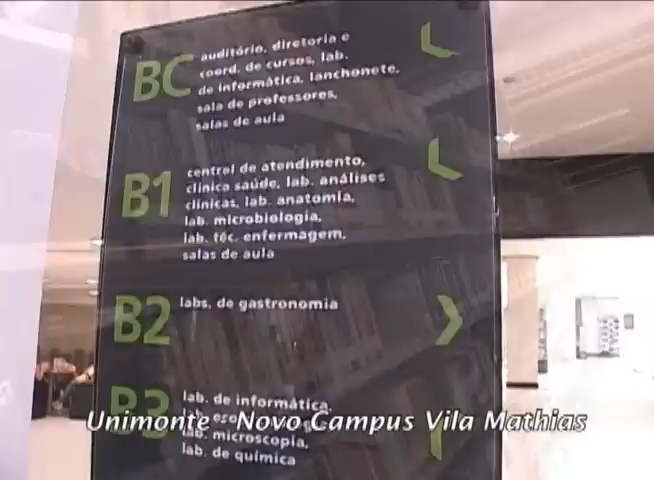 BC
auditório, diretoria e
coord. de cursos, lab.
de informática, lanchonete,
sala de professores,
salas de aula
B1
central de atendimento,
clínica saúde, lab. análises
clínicas, lab. anatomia,
lab. microbiologia,
lab. téc. enfermagem,
salas de aula
B2
labs. de gastronomia
B3
lab. de informática,
lab.
lab. microscopia,
lab. de química
Unimonte - Novo Campus Vila Mathias